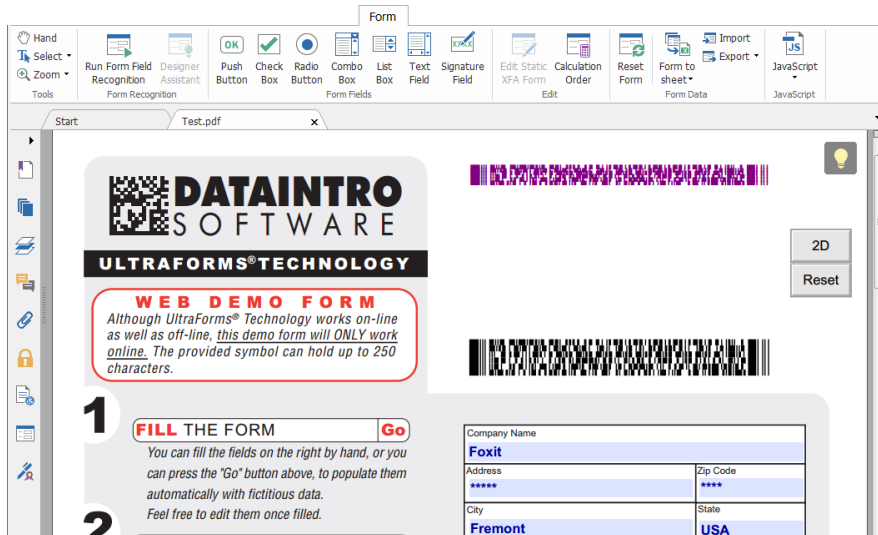 Form
Hand
Select
Zoom
Tools
Run Form Field
Recognition
Designer
Assistant
Form Recognition
OK
Push
Button
Check
Box
Radio
Button
Combo
Box
List
Box
Text
Field
XXXX
Signature
Field
Form Fields
Edit Static
XFA Form
Calculation
Order
Edit
Reset
Form
Form to
sheet
Import
Export
Form Data
JS
JavaScript
JavaScript
Start
Test.pdf
x
DATAINTRO
SOFTWARE
ULTRAFORMS®TECHNOLOGY
WEB DEMO FORM
Although UltraForms® Technology works on-line
as well as off-line, this demo form will ONLY work
online. The provided symbol can hold up to 250
characters.
2D
Reset
1
FILL THE FORM
Go
You can fill the fields on the right by hand, or you
can press the "Go" button above, to populate them
automatically with fictitious data.
Feel free to edit them once filled.
2
Company Name
Foxit
Address
*****
Zip Code
****
City
Fremont
State
USA